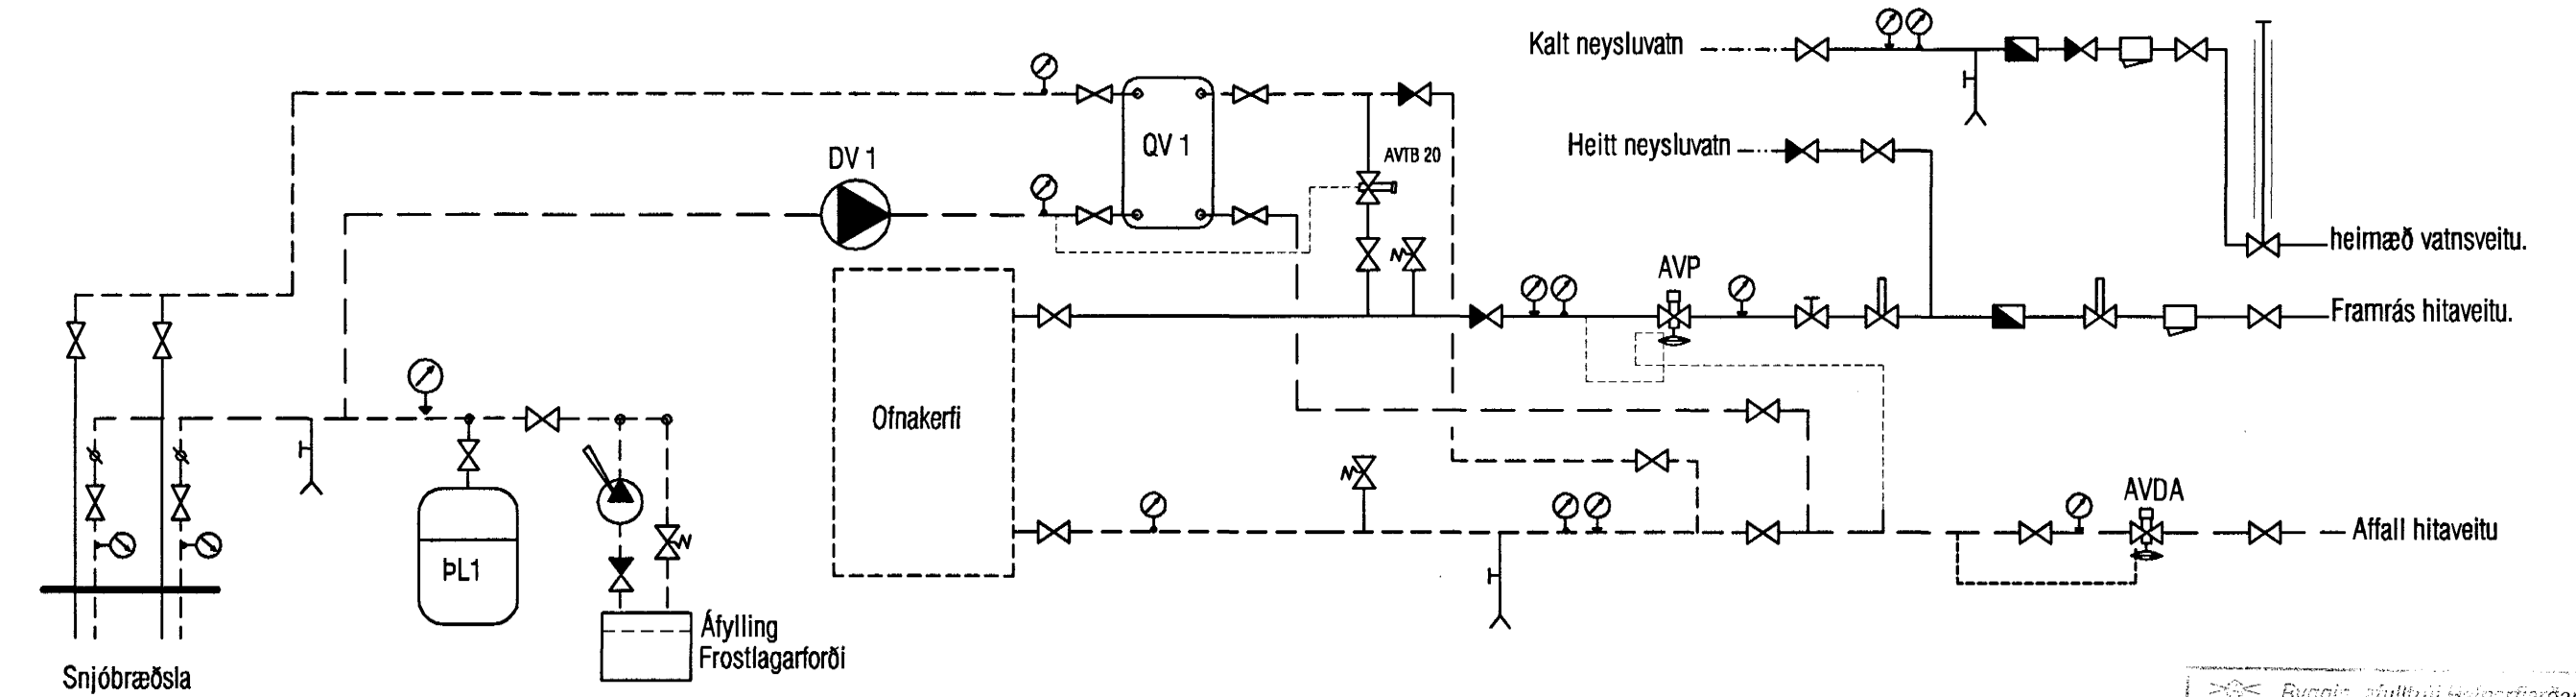 Kalt neysluvatn
DV 1
QV 1
AVTB 20
Heitt neysluvatn
heimæð vatnsveitu.
AVP
Framrás hitaveitu.
Ofnakerfi
AVDA
Affall hitaveitu
ÞL1
Áfylling
Frostlagarforði
Snjóbræðsla